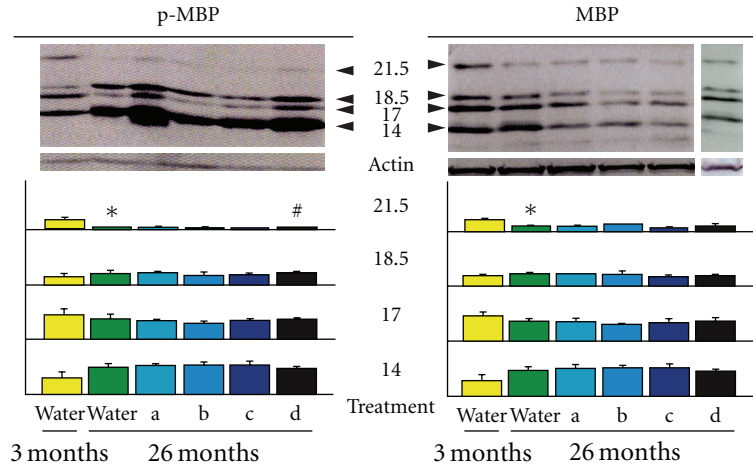 p-MBP MBP
21.5
18.5
17
14
Actin
* # 21.5 *
18.5
17
14
Water Water a b c d Treatment Water Water a b c d
3 months 26 months 3 months 26 months